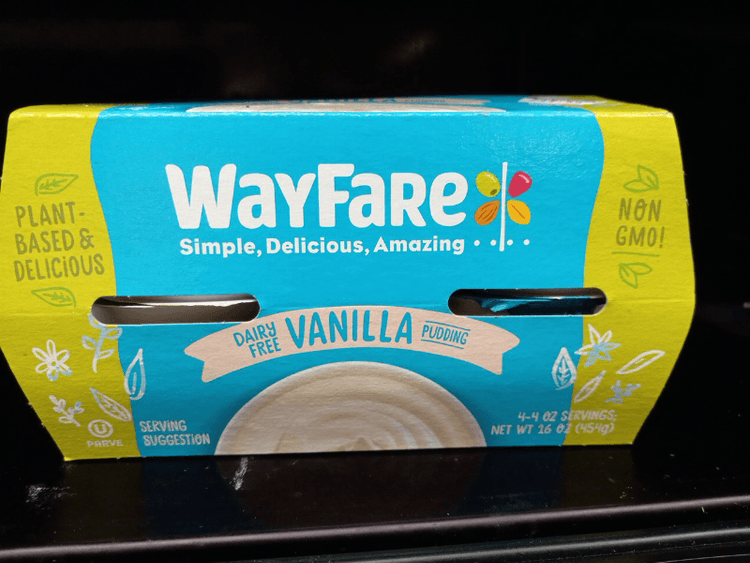 WayFare
Simple, Delicious, Amazing
PLANT-
BASED &
DELICIOUS
NON
GMO!
DAIRY
FREE
VANILLA
PUDDING
SERVING
SUGGESTION
4-4 OZ SERVINGS;
NET WT 16 OZ (454g)
U
PARVE